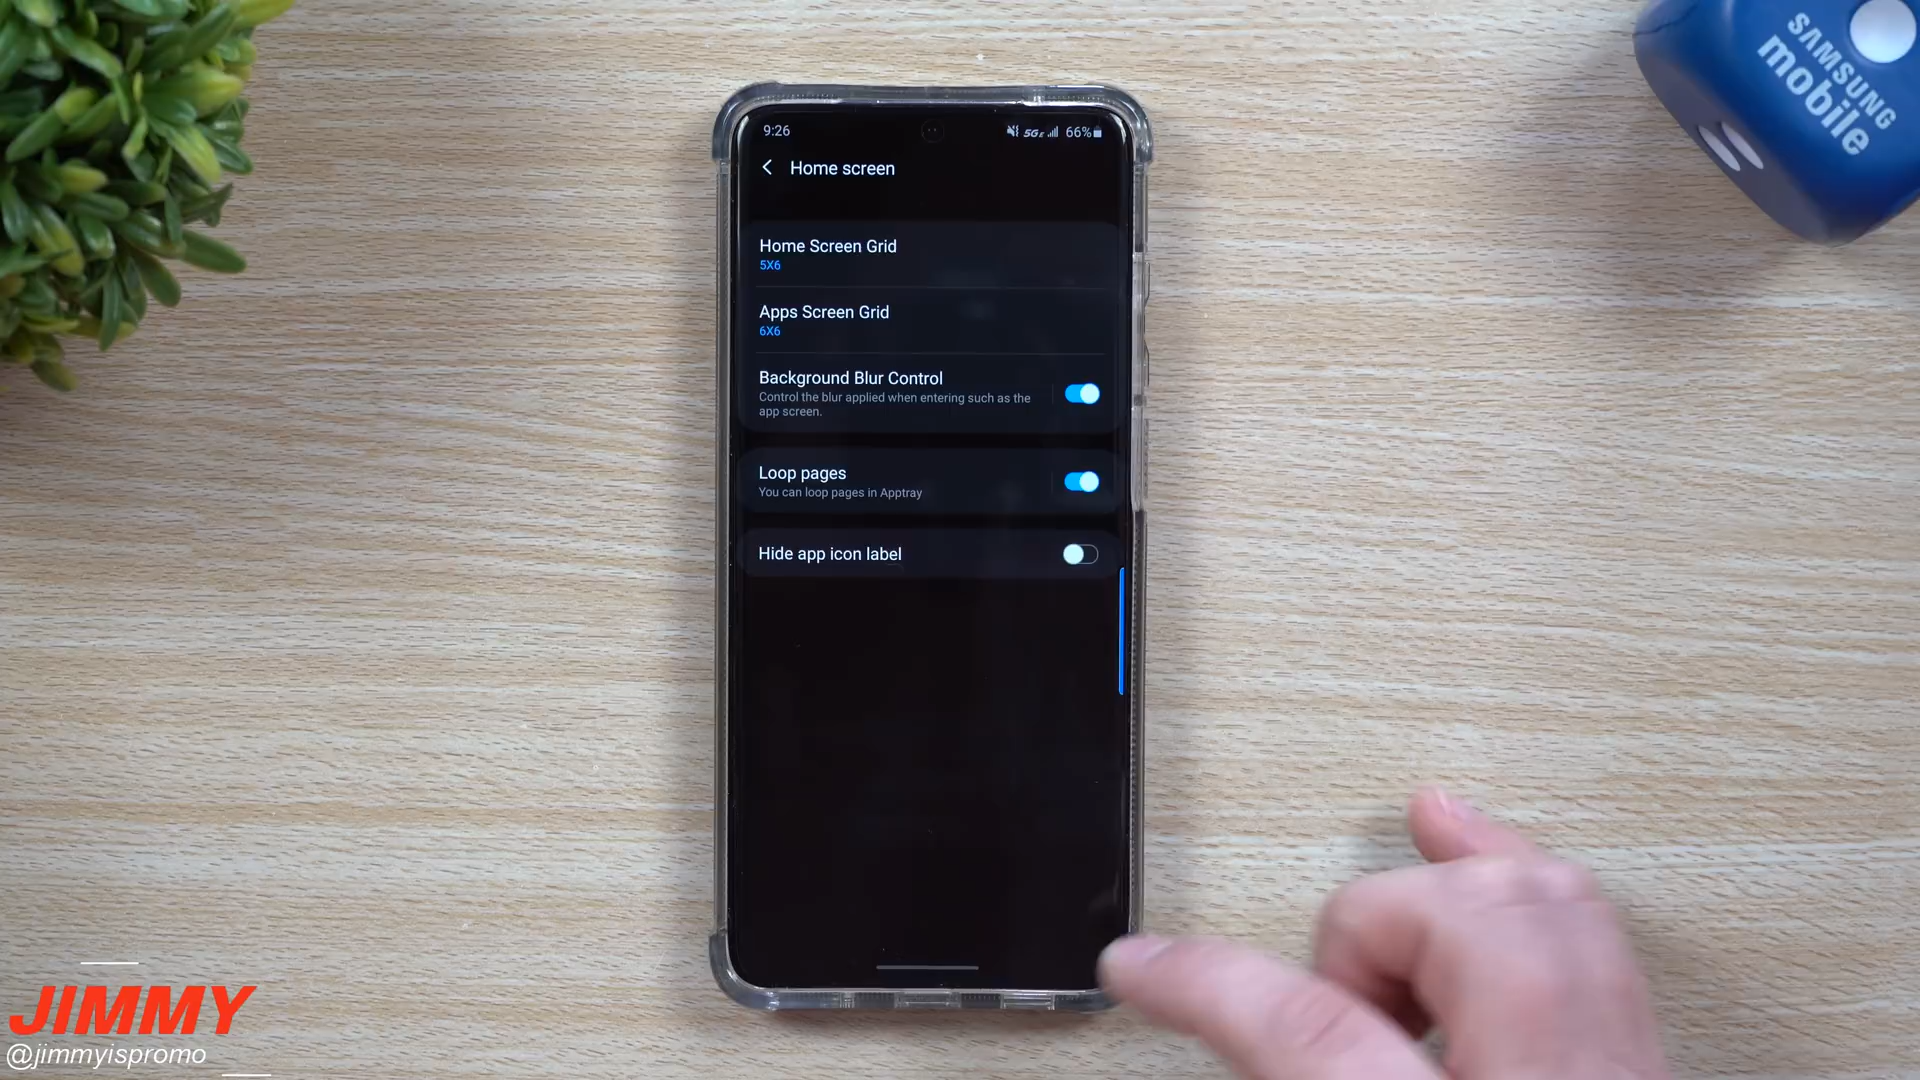 SAMSUNG
mobile
9:26
5GE
66%
Home screen
Home Screen Grid
5X6
Apps Screen Grid
6X6
Background Blur Control
Control the blur applied when entering such as the
app screen.
Loop pages
You can loop pages in Apptray
Hide app icon label
JIMMY
@jimmyispromo